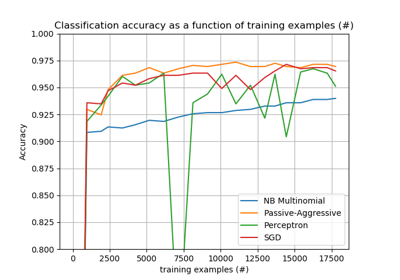 Classification accuracy as a function of training examples (#)
1.000
0.975
0.950
0.925
0.900
0.875
0.850
0.825
0.800
Accuracy
NB Multinomial
Passive-Aggressive
Perceptron
SGD
0 2500 5000 7500 10000 12500 15000 17500
training examples (#)